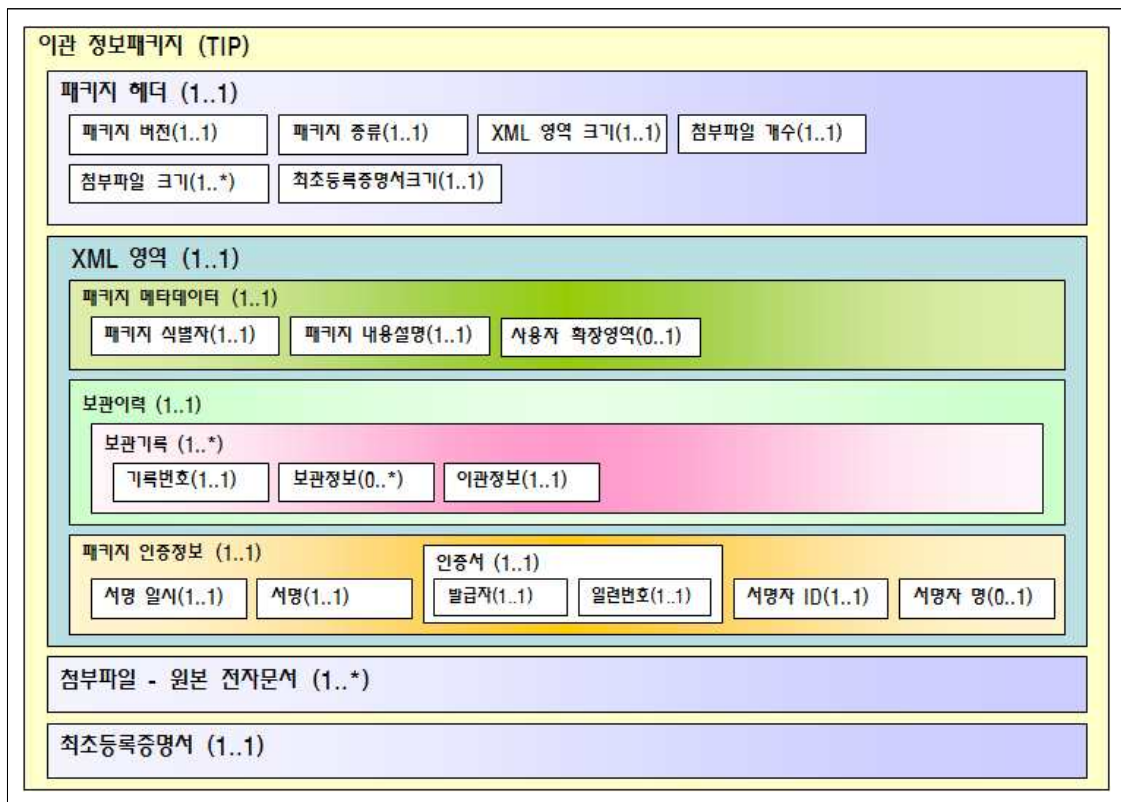 이관 정보패키지 (TIP)
패키지 헤더 (1..1)
패키지 버전(1..1)
패키지 종류(1..1)
XML 영역 크기(1..1)
첨부파일 개수(1..1)
첨부파일 크기(1..*)
최초등록증명서크기(1..1)
XML 영역 (1..1)
패키지 메타데이터 (1..1)
패키지 식별자(1..1)
패키지 내용설명(1..1)
사용자 확장영역(0..1)
보관이력 (1..1)
보관기록 (1..*)
기록번호(1..1)
보관정보(0..*)
이관정보(1..1)
패키지 인증정보 (1..1)
서명 일시(1..1)
서명(1..1)
인증서 (1..1)
발급자(1..1)
일련번호(1..1)
서명자 ID(1..1)
서명자 명(0..1)
첨부파일 - 원본 전자문서 (1..*)
최초등록증명서 (1..1)